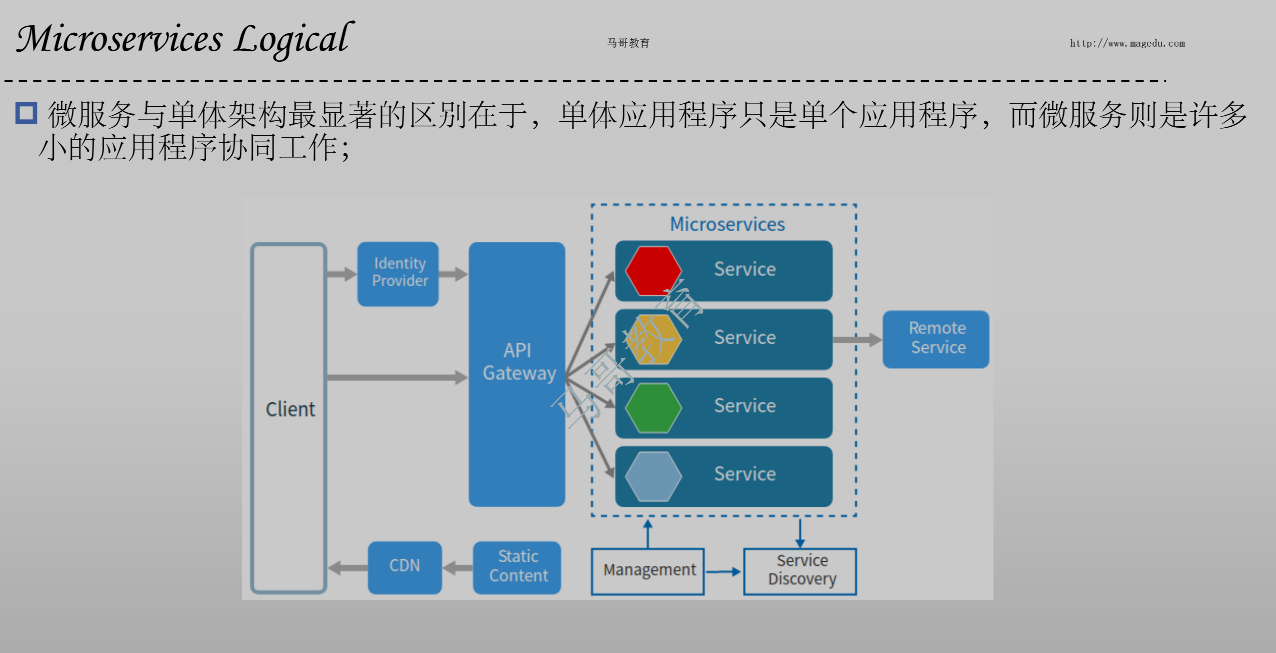 Microservices Logical
马哥教育
http://www.magedu.com
微服务与单体架构最显著的区别在于，单体应用程序只是单个应用程序，而微服务则是许多
小的应用程序协同工作；
Microservices
Identity
Provider
Service
Service
Remote
Service
API
Gateway
Client
Service
Service
马哥教育
CDN
Static
Content
Management
Service
Discovery